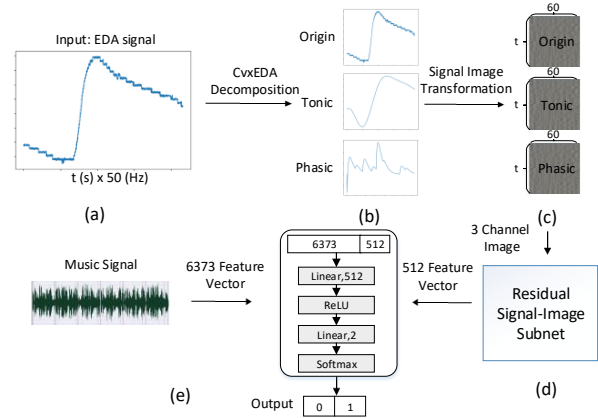 Input: EDA signal
t (s) x 50 (Hz)
(a)
CvxEDA
Decomposition
Origin
Tonic
Phasic
(b)
Signal Image
Transformation
60
t
Origin
60
t
Tonic
60
t
Phasic
(c)
3 Channel
Image
Music Signal
6373 Feature
Vector
6373
512
Linear,512
ReLU
Linear,2
Softmax
512 Feature
Vector
Residual
Signal-Image
Subnet
(d)
(e)
Output
0
1